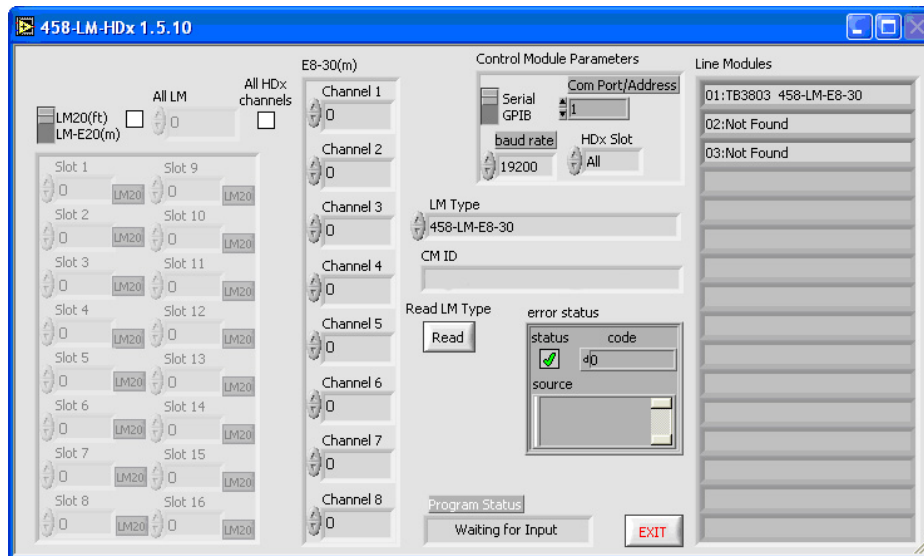 458-LM-HDx 1.5.10
LM20(ft)
LM-E20(m)
All LM
0
All HDx
channels
Slot 1
0
LM20
Slot 2
0
LM20
Slot 3
0
LM20
Slot 4
0
LM20
Slot 5
0
LM20
Slot 6
0
LM20
Slot 7
0
LM20
Slot 8
0
LM20
Slot 9
0
LM20
Slot 10
0
LM20
Slot 11
0
LM20
Slot 12
0
LM20
Slot 13
0
LM20
Slot 14
0
LM20
Slot 15
0
LM20
Slot 16
0
LM20
E8-30(m)
Channel 1
0
Channel 2
0
Channel 3
0
Channel 4
0
Channel 5
0
Channel 6
0
Channel 7
0
Channel 8
0
Control Module Parameters
Serial
GPIB
Com Port/Address
1
baud rate
19200
HDx Slot
All
LM Type
458-LM-E8-30
CM ID
Read LM Type
Read
error status
status
code
d0
source
Program Status
Waiting for Input
EXIT
Line Modules
01:TB3803 458-LM-E8-30
02:Not Found
03:Not Found